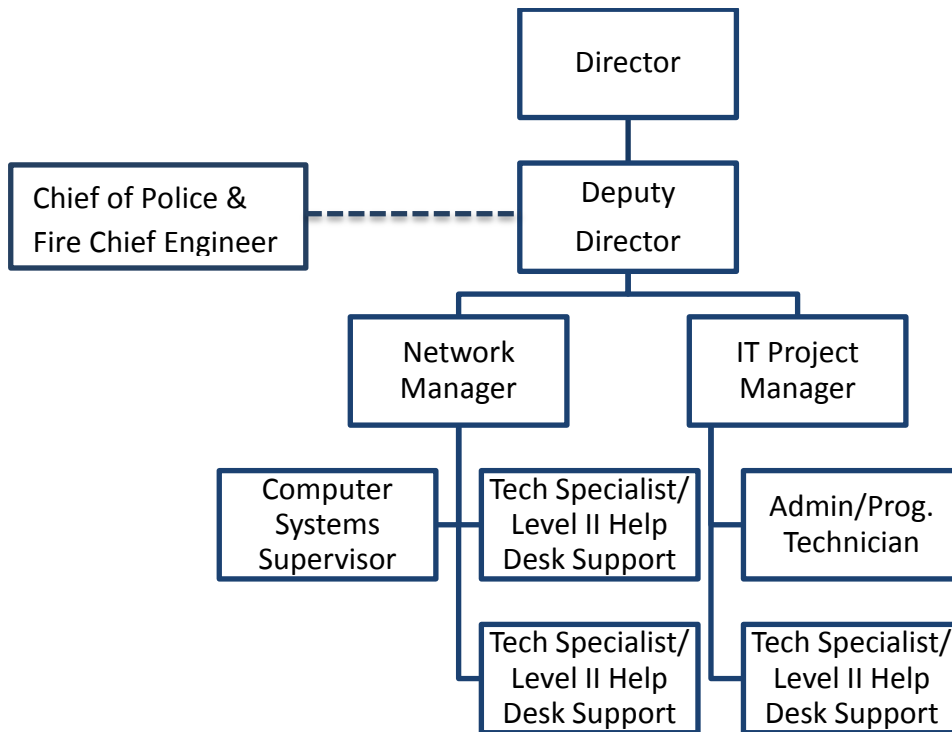 Director
Chief of Police &
Fire Chief Engineer
Deputy
Director
Network
Manager
IT Project
Manager
Computer
Systems
Supervisor
Tech Specialist/
Level II Help
Desk Support
Admin/Prog.
Technician
Tech Specialist/
Level II Help
Desk Support
Tech Specialist/
Level II Help
Desk Support